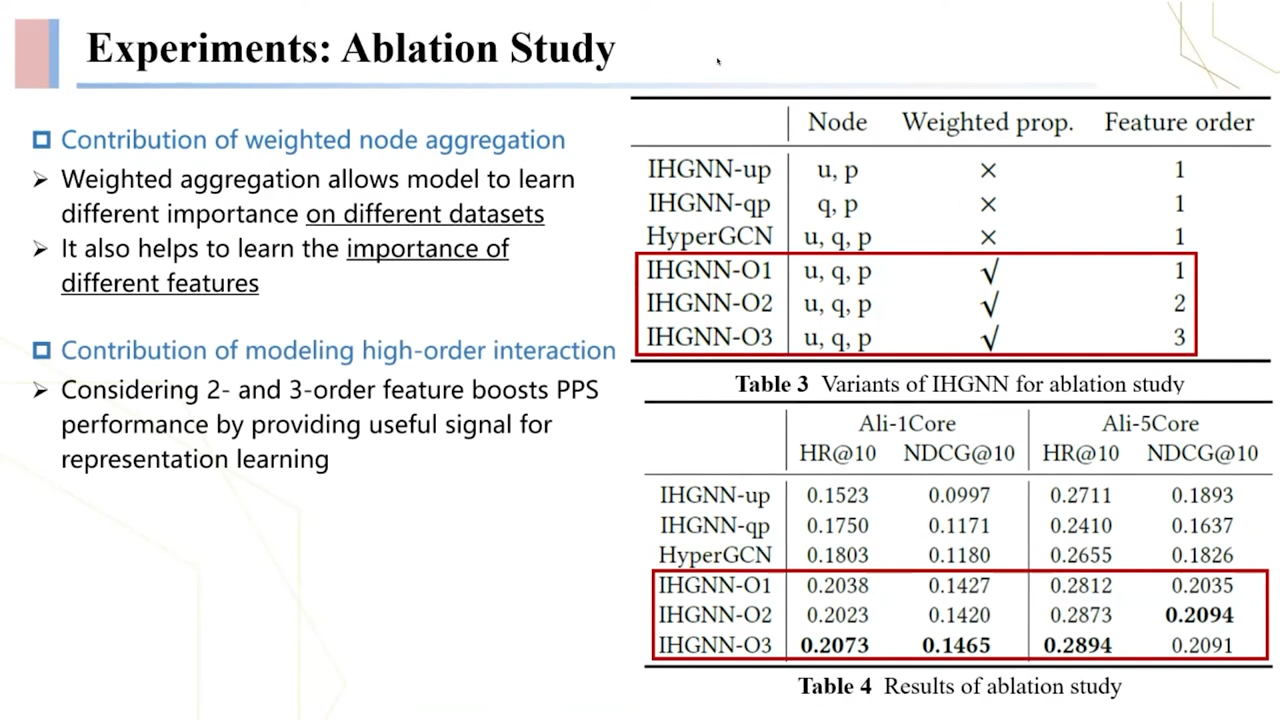 Experiments: Ablation Study
Contribution of weighted node aggregation
Weighted aggregation allows model to learn
different importance on different datasets
It also helps to learn the importance of
different features
Contribution of modeling high-order interaction
Considering 2- and 3-order feature boosts PPS
performance by providing useful signal for
representation learning
Node Weighted prop. Feature order
IHGNN-up u, p × 1
IHGNN-qp q, p × 1
HyperGCN u, q, p × 1
IHGNN-O1 u, q, p √ 1
IHGNN-O2 u, q, p √ 2
IHGNN-O3 u, q, p √ 3
Table 3 Variants of IHGNN for ablation study
Ali-1Core Ali-5Core
HR@10 NDCG@10 HR@10 NDCG@10
IHGNN-up 0.1523 0.0997 0.2711 0.1893
IHGNN-qp 0.1750 0.1171 0.2410 0.1637
HyperGCN 0.1803 0.1180 0.2655 0.1826
IHGNN-O1 0.2038 0.1427 0.2812 0.2035
IHGNN-O2 0.2023 0.1420 0.2873 0.2094
IHGNN-O3 0.2073 0.1465 0.2894 0.2091
Table 4 Results of ablation study